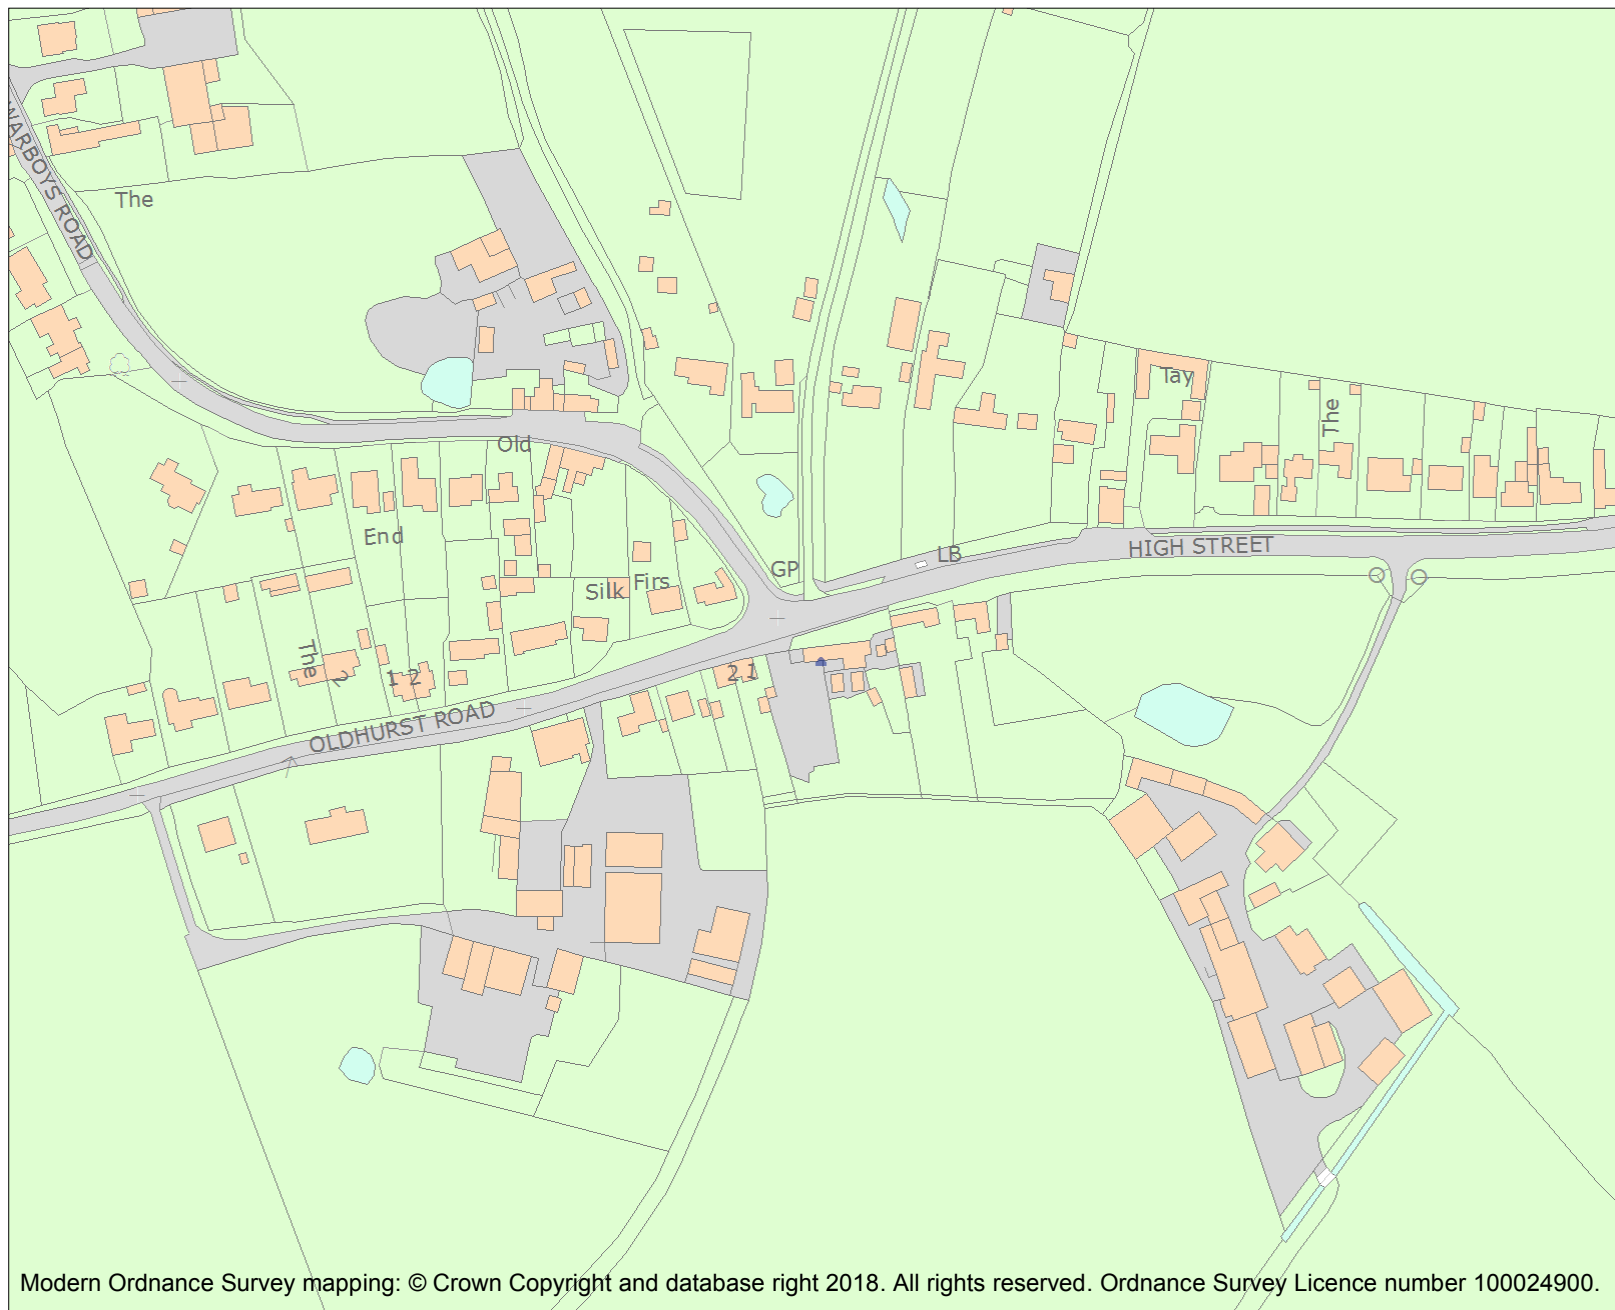 WARBOYS ROAD
The
Tay
The
Old
End
GP
LB
HIGH STREET
Silk
Firs
The
2
1 2
2 1
OLDHURST ROAD
Modern Ordnance Survey mapping: © Crown Copyright and database right 2018. All rights reserved. Ordnance Survey Licence number 100024900.